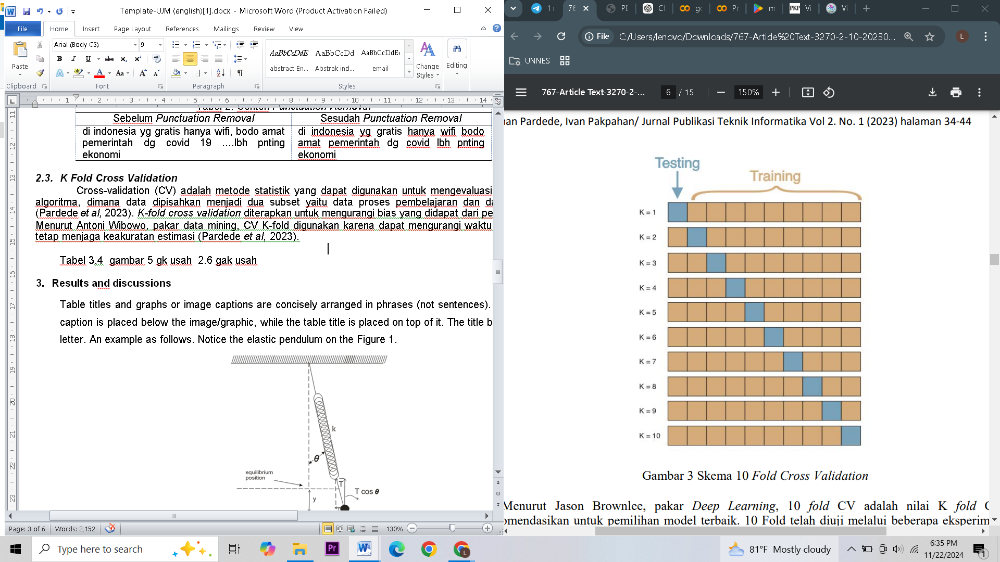 Template-UJM (english)[1].docx - Microsoft Word (Product Activation Failed)
File Home Insert Page Layout References Mailings Review View
Arial (Body CS) 9
Paste
AaBbCcDdE AaBbCcDd AaBbCcDdE
abstract En... Abstrak ind... email
Change Styles
Editing
Clipboard Font Paragraph Styles
Tabel 2. Contoh Punctuation Removal
Sebelum Punctuation Removal Sesudah Punctuation Removal
di indonesia yg gratis hanya wifi, bodo amat
pemerintah dg covid 19 ....lbh pnting
ekonomi
di indonesia yg gratis hanya wifi bodo
amat pemerintah dg covid lbh pnting
ekonomi
2.3. K Fold Cross Validation
Cross-validation (CV) adalah metode statistik yang dapat digunakan untuk mengevaluasi
algoritma, dimana data dipisahkan menjadi dua subset yaitu data proses pembelajaran dan da
(Pardede et al, 2023). K-fold cross validation diterapkan untuk mengurangi bias yang didapat dari pe
Menurut Antoni Wibowo, pakar data mining, CV K-fold digunakan karena dapat mengurangi waktu
tetap menjaga keakuratan estimasi (Pardede et al, 2023).
Tabel 3,4 gambar 5 gk usah 2.6 gak usah
3. Results and discussions
Table titles and graphs or image captions are concisely arranged in phrases (not sentences).
caption is placed below the image/graphic, while the table title is placed on top of it. The title b
letter. An example as follows. Notice the elastic pendulum on the Figure 1.
k
θ
equilibrium
position
T
T cos θ
y
Page: 3 of 6 Words: 2,152 130%
File C:/Users/lenovo/Downloads/767-Article%20Text-3270-2-10-20230...
UNNES
767-Article Text-3270-2-... 6 / 15 150%
nan Pardede, Ivan Pakpahan/ Jurnal Publikasi Teknik Informatika Vol 2. No. 1 (2023) halaman 34-44
Testing
Training
K = 1
K = 2
K = 3
K = 4
K = 5
K = 6
K = 7
K = 8
K = 9
K = 10
Gambar 3 Skema 10 Fold Cross Validation
Menurut Jason Brownlee, pakar Deep Learning, 10 fold CV adalah nilai K fold C
omendasikan untuk pemilihan model terbaik. 10 Fold telah diuji melalui beberapa eksperim
Type here to search
81°F Mostly cloudy
6:35 PM
11/22/2024